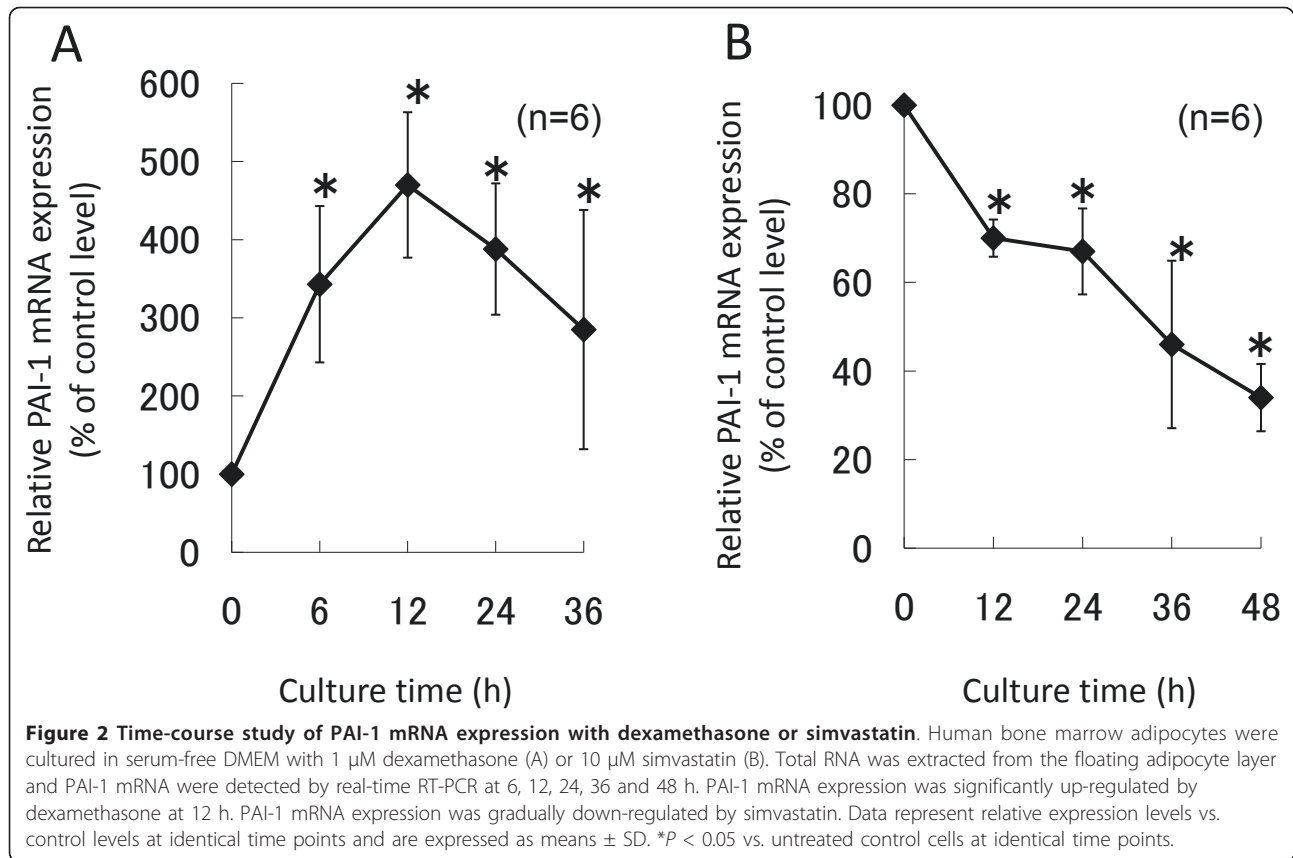 A
Relative PAI-1 mRNA expression
(% of control level)
600
500
400
300
200
100
0
*
*
*
*
(n=6)
0 6 12 24 36
Culture time (h)
B
Relative PAI-1 mRNA expression
(% of control level)
100
80
60
40
20
0
*
*
*
*
(n=6)
0 12 24 36 48
Culture time (h)
Figure 2 Time-course study of PAI-1 mRNA expression with dexamethasone or simvastatin. Human bone marrow adipocytes were
cultured in serum-free DMEM with 1 μM dexamethasone (A) or 10 μM simvastatin (B). Total RNA was extracted from the floating adipocyte layer
and PAI-1 mRNA were detected by real-time RT-PCR at 6, 12, 24, 36 and 48 h. PAI-1 mRNA expression was significantly up-regulated by
dexamethasone at 12 h. PAI-1 mRNA expression was gradually down-regulated by simvastatin. Data represent relative expression levels vs.
control levels at identical time points and are expressed as means ± SD. *P < 0.05 vs. untreated control cells at identical time points.